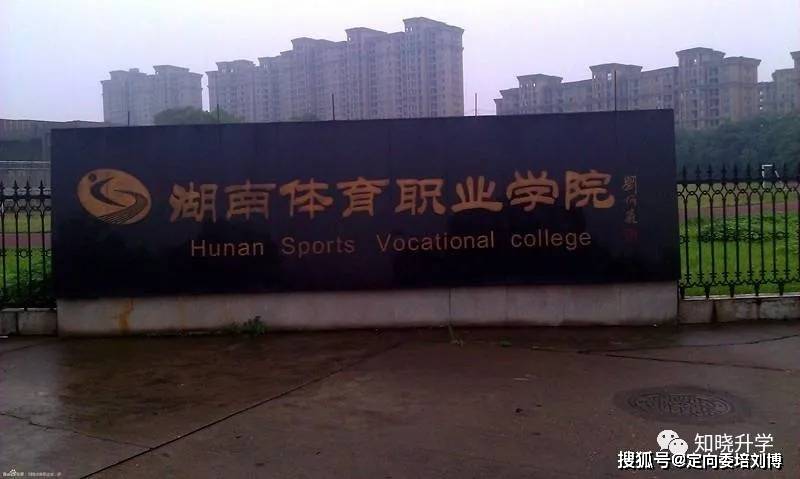 湖南体育职业学院
Hunan Sports Vocational college
知晓升学
搜狐号@定向委培刘博